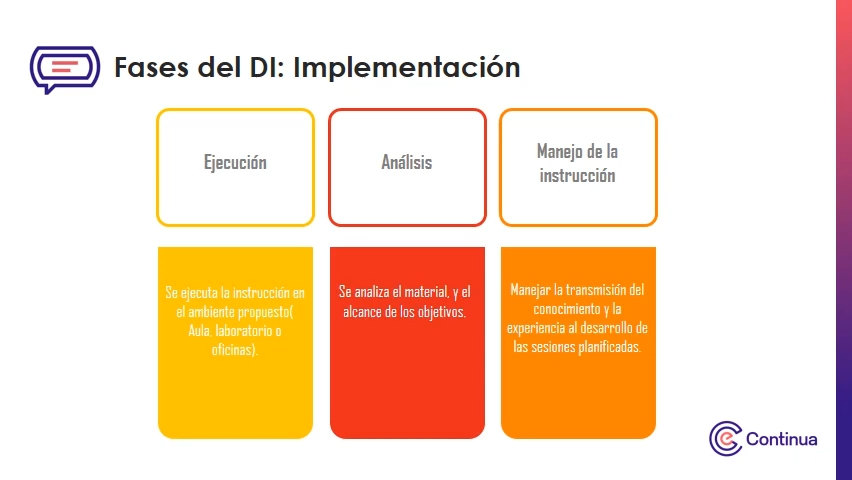 Fases del DI: Implementación
Ejecución
Análisis
Manejo de la
instrucción
Se ejecuta la instrucción en
el ambiente propuesto(
Aula, laboratorio o
oficinas).
Se analiza el material, y el
alcance de los objetivos.
Manejar la transmisión del
conocimiento y la
experiencia al desarrollo de
las sesiones planificadas.
Continua